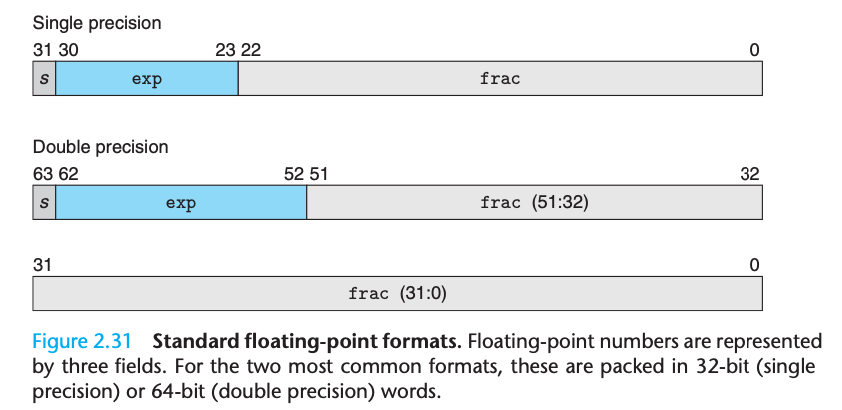 Single precision
31 30 23 22 0
s exp frac
Double precision
63 62 52 51 32
s exp frac (51:32)
31 0
frac (31:0)
Figure 2.31 Standard floating-point formats. Floating-point numbers are represented
by three fields. For the two most common formats, these are packed in 32-bit (single
precision) or 64-bit (double precision) words.